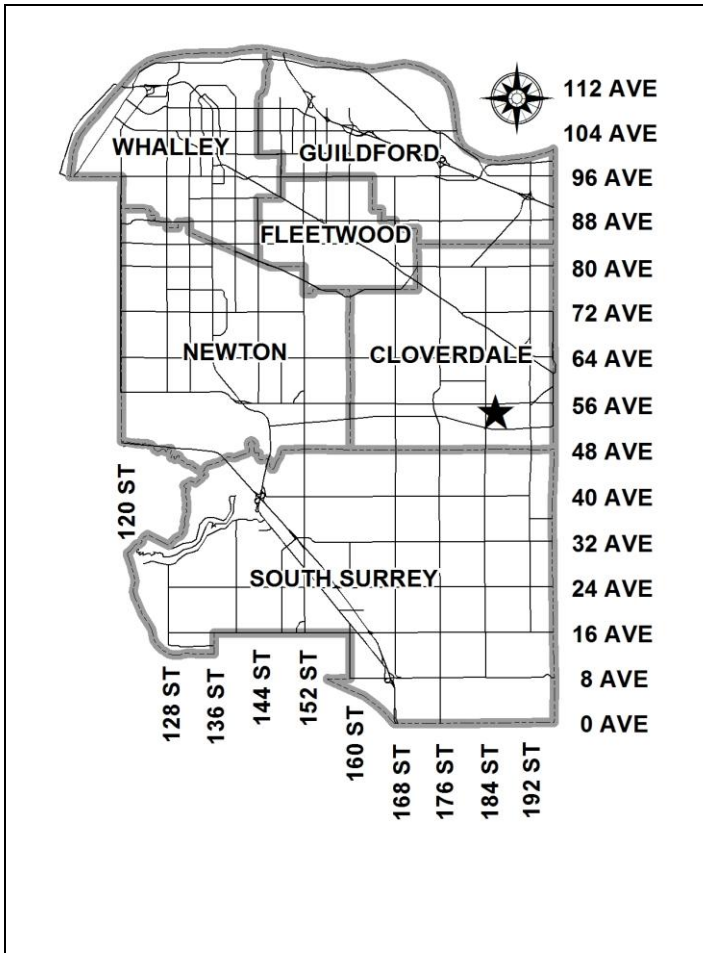 112 AVE
104 AVE
WHALLEY
GUILDFORD
96 AVE
88 AVE
FLEETWOOD
80 AVE
72 AVE
NEWTON
CLOVERDALE
64 AVE
56 AVE
48 AVE
120 ST
40 AVE
32 AVE
SOUTH SURREY
24 AVE
16 AVE
8 AVE
0 AVE
128 ST
136 ST
144 ST
152 ST
160 ST
168 ST
176 ST
184 ST
192 ST